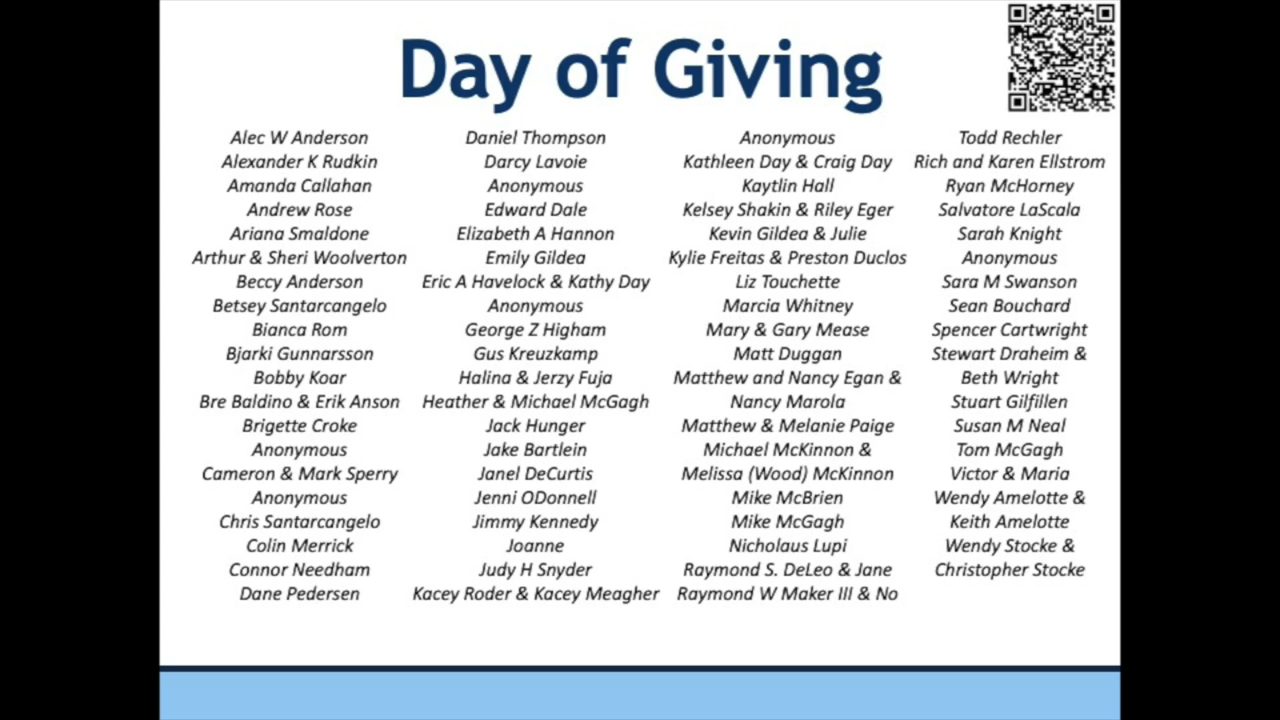 Day of Giving
Alec W Anderson
Alexander K Rudkin
Amanda Callahan
Andrew Rose
Ariana Smaldone
Arthur & Sheri Woolverton
Beccy Anderson
Betsey Santarcangelo
Bianca Rom
Bjarki Gunnarsson
Bobby Koar
Bre Baldino & Erik Anson
Brigette Croke
Anonymous
Cameron & Mark Sperry
Anonymous
Chris Santarcangelo
Colin Merrick
Connor Needham
Dane Pedersen
Daniel Thompson
Darcy Lavoie
Anonymous
Edward Dale
Elizabeth A Hannon
Emily Gildea
Eric A Havelock & Kathy Day
Anonymous
George Z Higham
Gus Kreuzkamp
Halina & Jerzy Fuja
Heather & Michael McGagh
Jack Hunger
Jake Bartlein
Janel DeCurtis
Jenni ODonnell
Jimmy Kennedy
Joanne
Judy H Snyder
Kacey Roder & Kacey Meagher
Anonymous
Kathleen Day & Craig Day
Kaytlin Hall
Kelsey Shakin & Riley Eger
Kevin Gildea & Julie
Kylie Freitas & Preston Duclos
Liz Touchette
Marcia Whitney
Mary & Gary Mease
Matt Duggan
Matthew and Nancy Egan &
Nancy Marola
Matthew & Melanie Paige
Michael McKinnon &
Melissa (Wood) McKinnon
Mike McBrien
Mike McGagh
Nicholaus Lupi
Raymond S. DeLeo & Jane
Raymond W Maker III & No
Todd Rechler
Rich and Karen Ellstrom
Ryan McHorney
Salvatore LaScala
Sarah Knight
Anonymous
Sara M Swanson
Sean Bouchard
Spencer Cartwright
Stewart Draheim &
Beth Wright
Stuart Gilfillen
Susan M Neal
Tom McGagh
Victor & Maria
Wendy Amelotte &
Keith Amelotte
Wendy Stocke &
Christopher Stocke